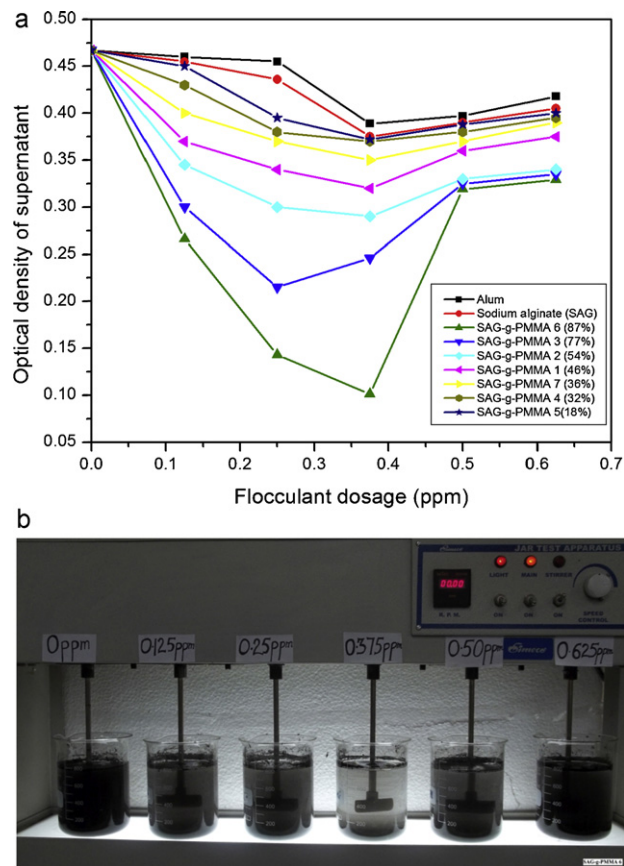 a
0.50
0.45
0.40
0.35
0.30
0.25
0.20
0.15
0.10
0.05
Optical density of supernatant
Alum
Sodium alginate (SAG)
SAG-g-PMMA 6 (87%)
SAG-g-PMMA 3 (77%)
SAG-g-PMMA 2 (54%)
SAG-g-PMMA 1 (46%)
SAG-g-PMMA 7 (36%)
SAG-g-PMMA 4 (32%)
SAG-g-PMMA 5(18%)
0.0 0.1 0.2 0.3 0.4 0.5 0.6 0.7
Flocculant dosage (ppm)
b
JAR TEST APPARATUS
LIGHT MAIN STIRRER
00.00
R. P. M. ON ON ON SPEED CONTROL
0ppm 0.125ppm 0.25ppm 0.375ppm 0.50ppm 0.625ppm
SAG-g-PMMA 6